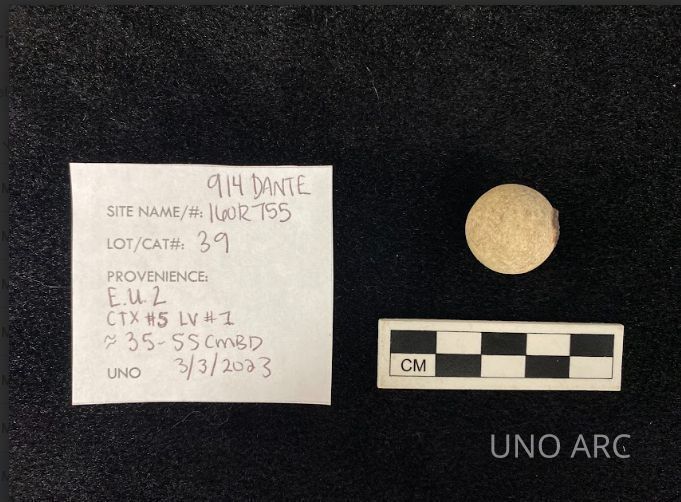 914 DANTE
SITE NAME/#: 16OR755
LOT/CAT#: 39
PROVENIENCE:
E.U.2
CTX #5 LV #1
≈ 35-55 CMBD
UNO 3/3/2023
CM
UNO ARC